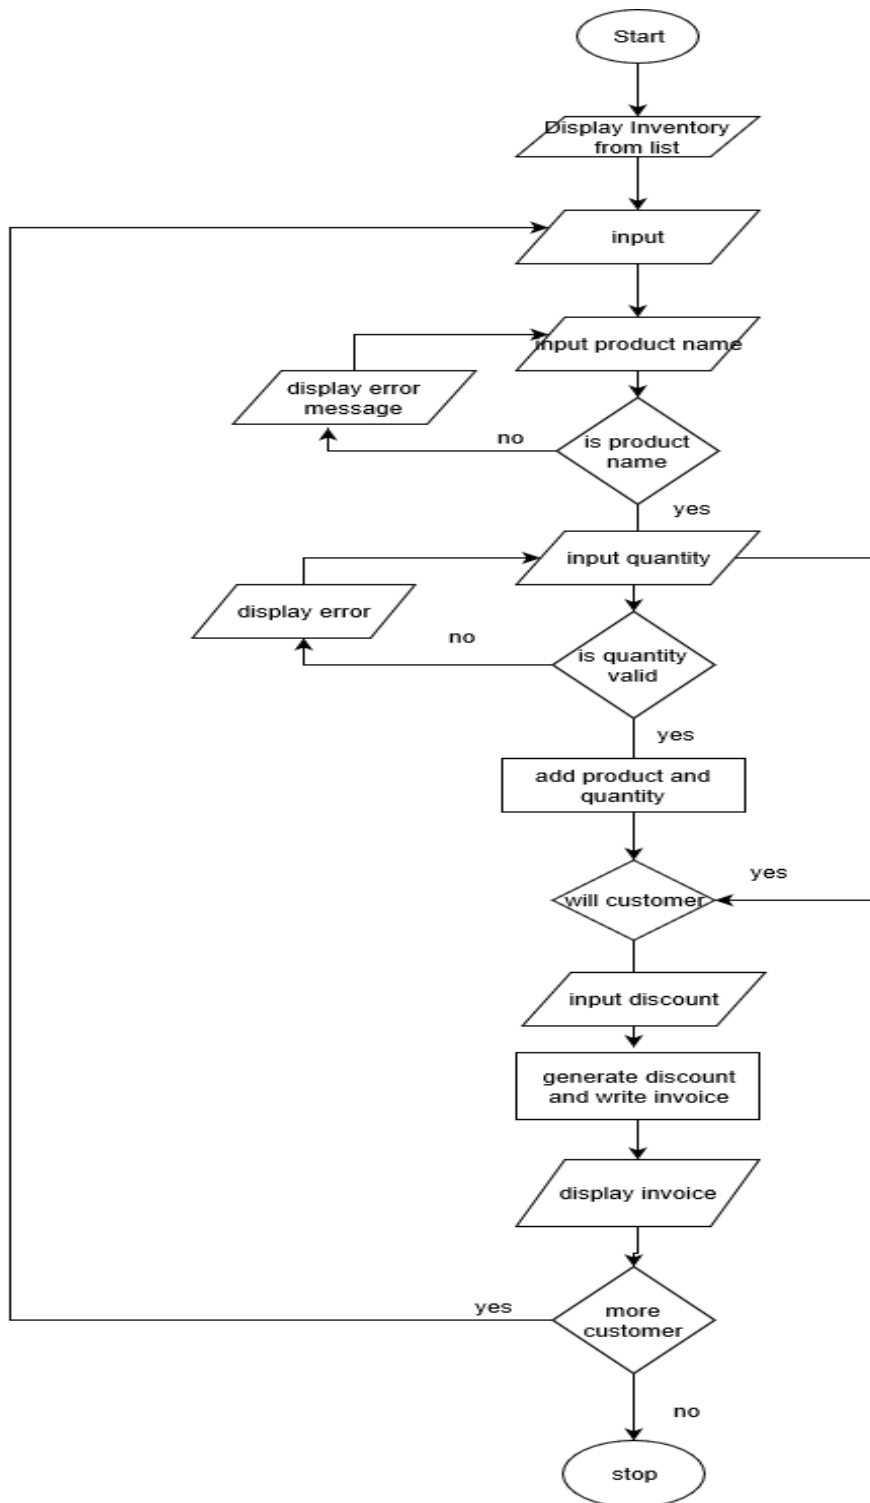 Start
Display Inventory
from list
input
input product name
display error
message
no
is product
name
yes
input quantity
display error
no
is quantity
valid
yes
add product and
quantity
yes
will customer
input discount
generate discount
and write invoice
display invoice
yes
more
customer
no
stop